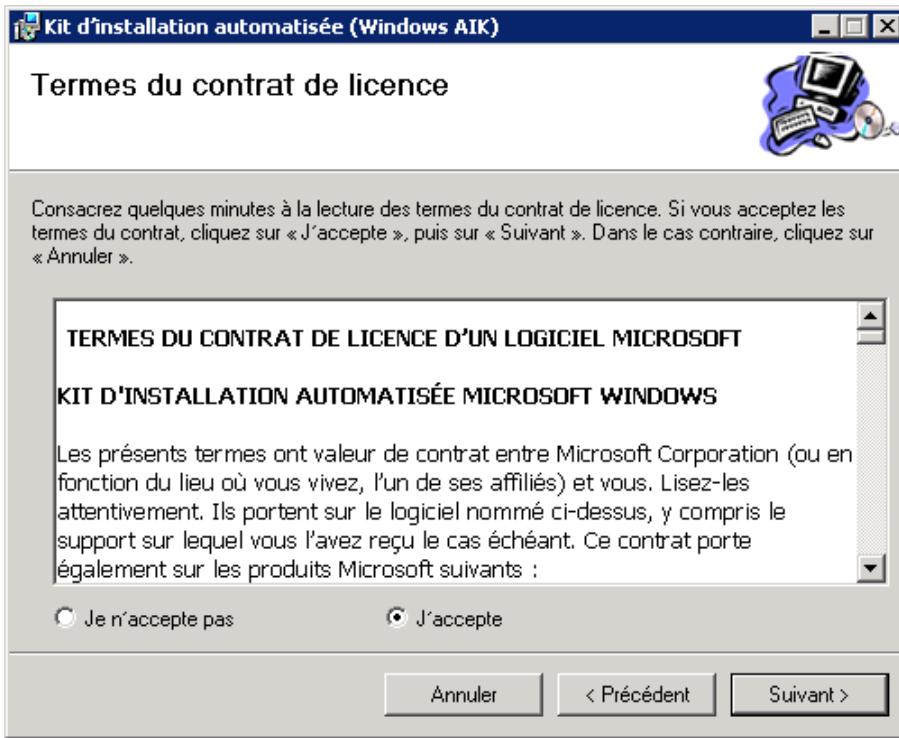 Kit d'installation automatisée (Windows AIK)
Termes du contrat de licence
Consacrez quelques minutes à la lecture des termes du contrat de licence. Si vous acceptez les
termes du contrat, cliquez sur « J´accepte », puis sur « Suivant ». Dans le cas contraire, cliquez sur
« Annuler ».
TERMES DU CONTRAT DE LICENCE D’UN LOGICIEL MICROSOFT
KIT D'INSTALLATION AUTOMATISÉE MICROSOFT WINDOWS
Les présents termes ont valeur de contrat entre Microsoft Corporation (ou en
fonction du lieu où vous vivez, l’un de ses affiliés) et vous. Lisez-les
attentivement. Ils portent sur le logiciel nommé ci-dessus, y compris le
support sur lequel vous l’avez reçu le cas échéant. Ce contrat porte
également sur les produits Microsoft suivants :
Je n´accepte pas
J´accepte
Annuler
< Précédent
Suivant >